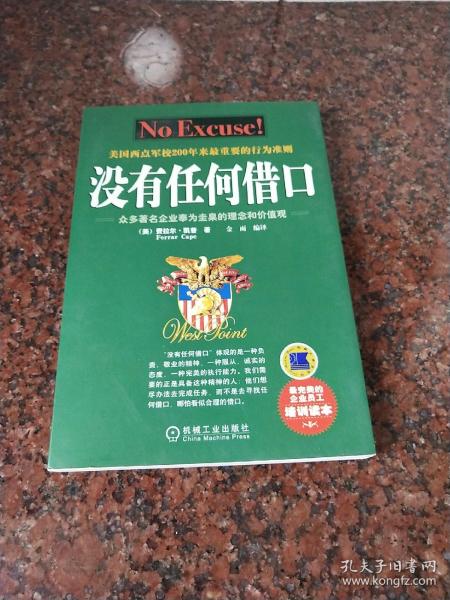 No Excuse!
美国西点军校200年来最重要的行为准则
没有任何借口
众多著名企业奉为圭臬的理念和价值观
(美) 费拉尔·凯普 著 金雨 编译
Ferrar Cape
West Point
“没有任何借口”体现的是一种负
责、敬业的精神,一种服从、诚实的
态度,一种完美的执行能力。我们需
要的正是具备这种精神的人:他们想
尽办法去完成任务,而不是去寻找任
何借口,哪怕看似合理的借口。
最完美的
企业员工
培训读本
机械工业出版社
China Machine Press
孔夫子旧书网
www.kongfz.com